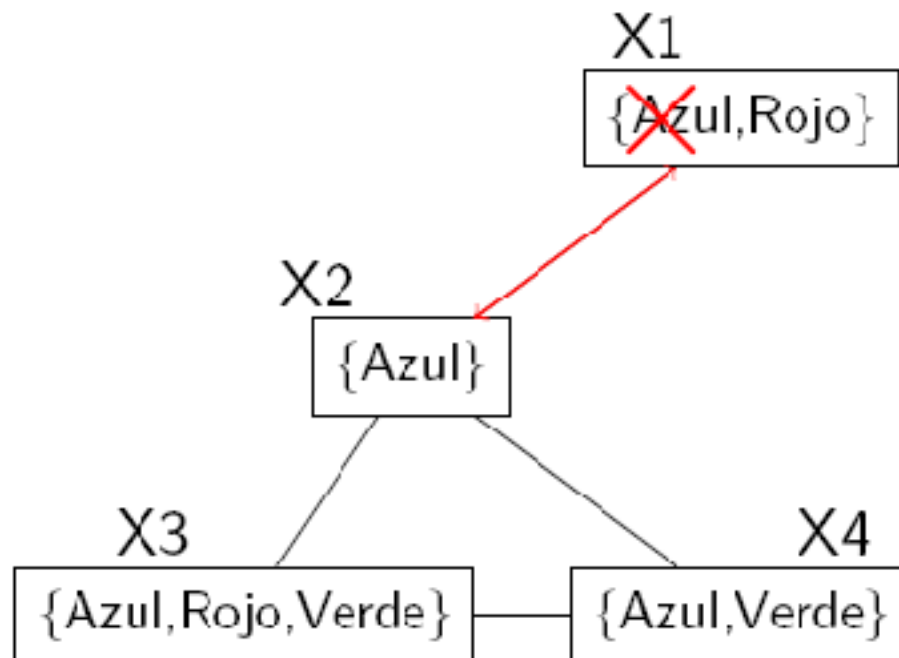 X1
{Azul,Rojo}
X2
{Azul}
X3
X4
{Azul,Rojo,Verde}
{Azul,Verde}